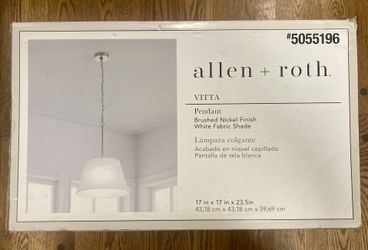 #5055196
allen + roth.
VITTA
Pendant
Brushed Nickel Finish
White Fabric Shade
Lámpara colgante
Acabado en níquel cepillado
Pantalla de tela blanca
17 in x 17 in x 23,5in
43,18 cm x 43,18 cm x 59,69 cm